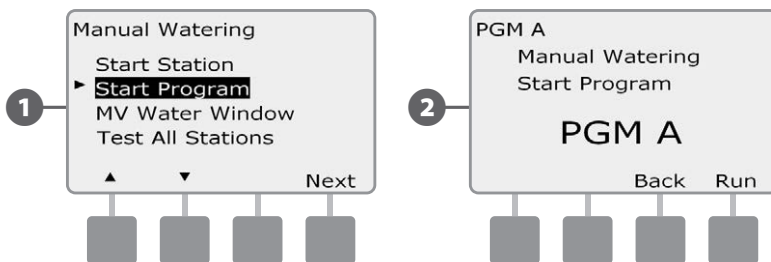 1
Manual Watering
Start Station
Start Program
MV Water Window
Test All Stations
Next
2
PGM A
Manual Watering
Start Program
PGM A
Back Run